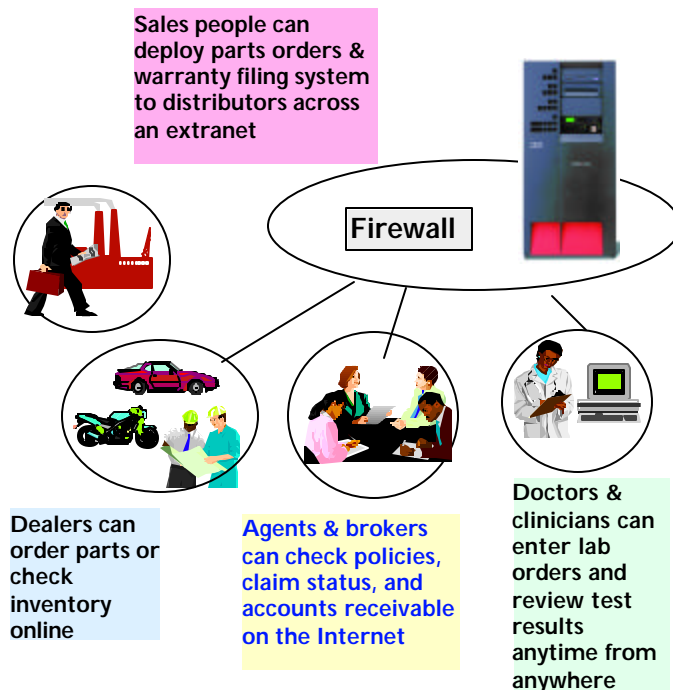 Sales people can
deploy parts orders &
warranty filing system
to distributors across
an extranet
Firewall
Dealers can
order parts or
check
inventory
online
Agents & brokers
can check policies,
claim status, and
accounts receivable
on the Internet
Doctors &
clinicians can
enter lab
orders and
review test
results
anytime from
anywhere